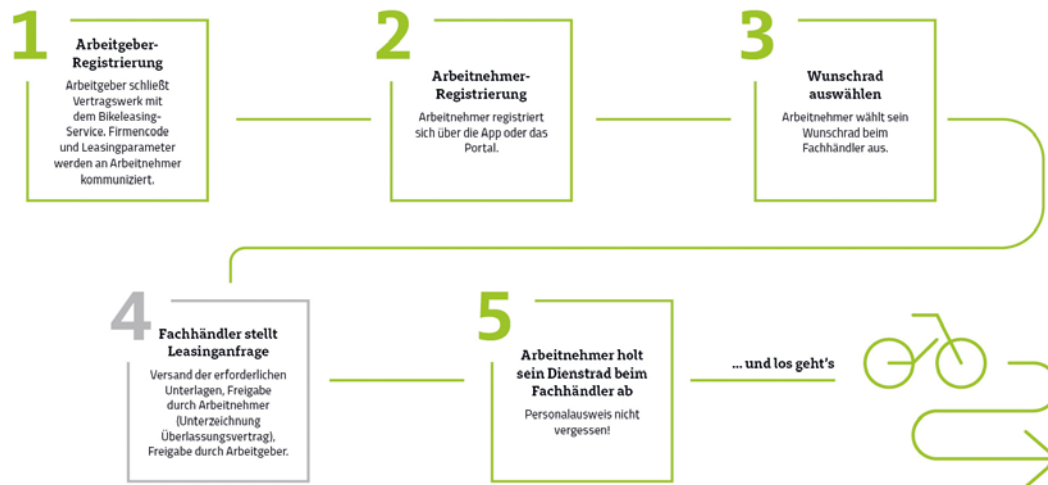 1
Arbeitgeber-
Registrierung
Arbeitgeber schließt
Vertragswerk mit
dem Bikeleasing-
Service. Firmencode
und Leasingparameter
werden an Arbeitnehmer
kommuniziert.
2
Arbeitnehmer-
Registrierung
Arbeitnehmer registriert
sich über die App oder das
Portal.
3
Wunschrad
auswählen
Arbeitnehmer wählt sein
Wunschrad beim
Fachhändler aus.
4
Fachhändler stellt
Leasinganfrage
Versand der erforderlichen
Unterlagen, Freigabe
durch Arbeitnehmer
(Unterzeichnung
Überlassungsvertrag),
Freigabe durch Arbeitgeber.
5
Arbeitnehmer holt
sein Dienstrad beim
Fachhändler ab
Personalausweis nicht
vergessen!
... und los geht's